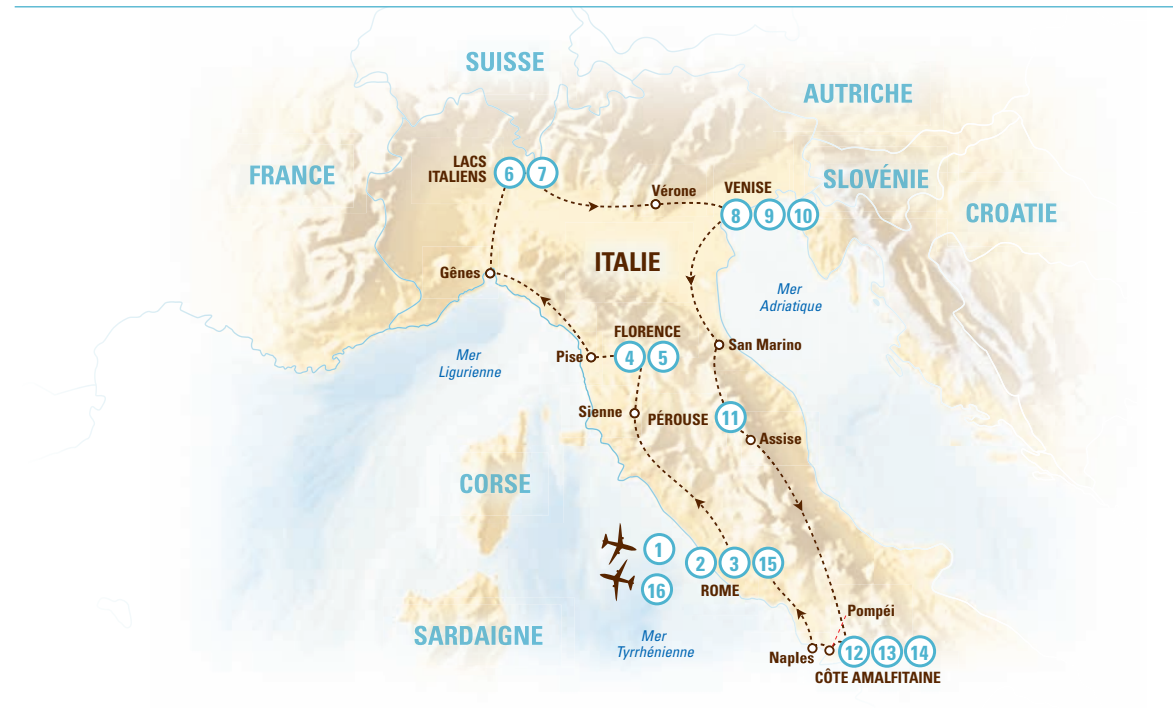 SUISSE
AUTRICHE
FRANCE
LACS
ITALIENS
6 7
Vérone
VENISE
8 9 10
SLOVÉNIE
CROATIE
ITALIE
Gênes
Mer
Adriatique
FLORENCE
4 5
Pise
San Marino
Mer
Ligurienne
Sienne
PÉROUSE
11
Assise
CORSE
1
2 3 15
ROME
16
Pompéi
SARDAIGNE
Mer
Tyrrhénienne
Naples
12 13 14
CÔTE AMALFITAINE